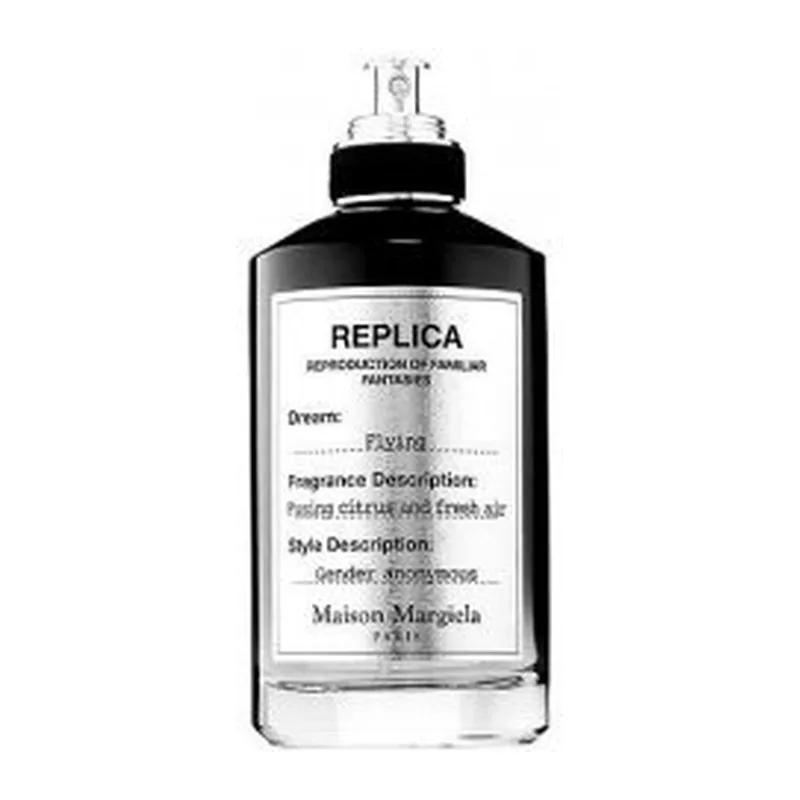 REPLICA
REPRODUCTION OF FAMILIAR
FANTASIES
Dream:
Flying
Fragrance Description:
Fusing citrus and fresh air
Style Description:
Gender anonymous
Maison Margiela
PARIS